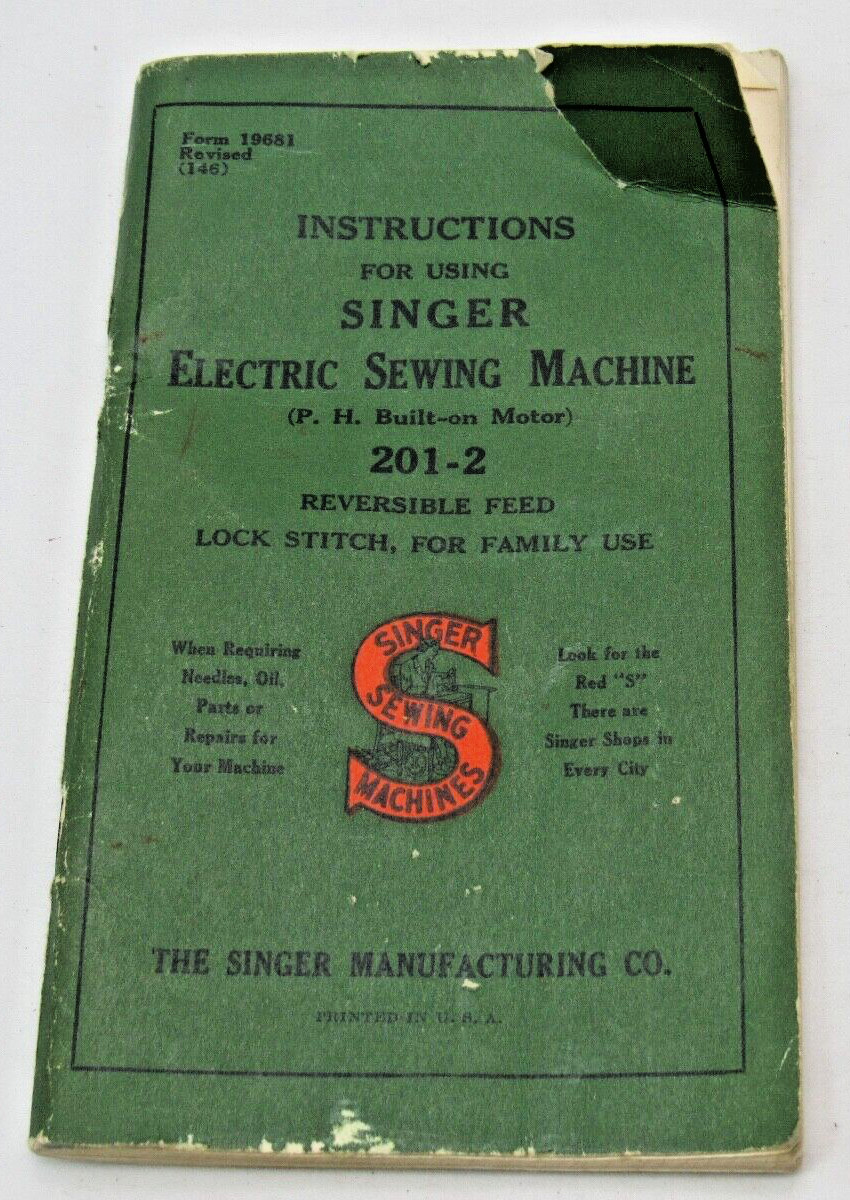 Form 19681
Revised
(146)
INSTRUCTIONS
FOR USING
SINGER
ELECTRIC SEWING MACHINE
(P. H. Built-on Motor)
201-2
REVERSIBLE FEED
LOCK STITCH, FOR FAMILY USE
When Requiring
Needles, Oil,
Parts or
Repairs for
Your Machine
SINGER
SEWING
MACHINES
Look for the
Red "S"
There are
Singer Shops in
Every City
THE SINGER MANUFACTURING CO.
PRINTED IN U. S. A.